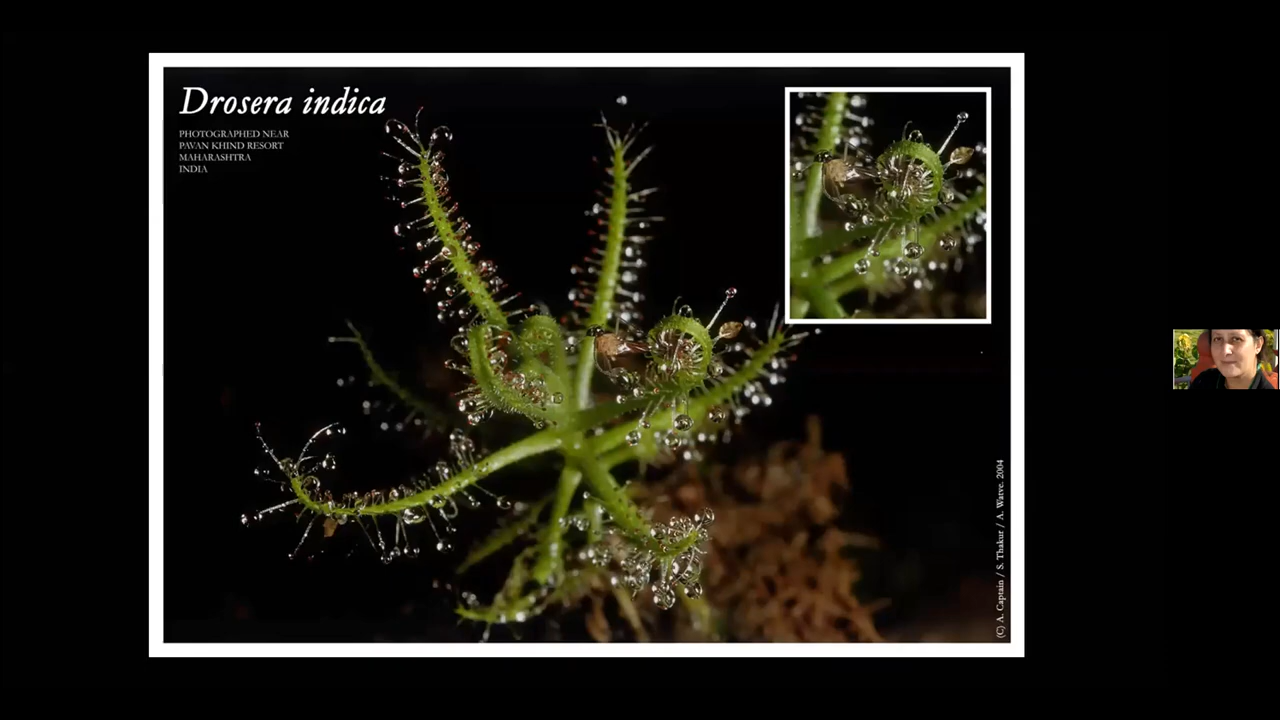 Drosera indica
PHOTOGRAPHED NEAR
PAVAN KHIND RESORT
MAHARASHTRA
INDIA
(C) A. Captain / S. Thakur / A. Watve. 2004